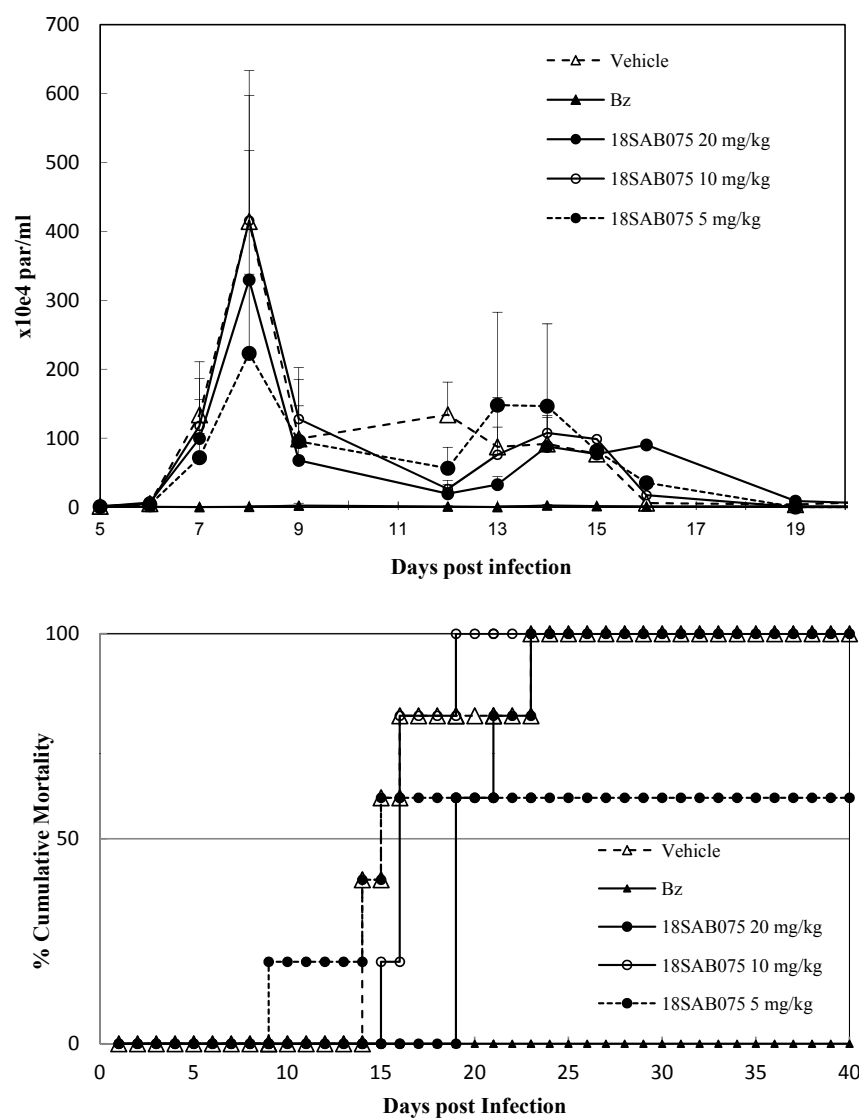 700
600
500
400
300
200
100
0
x10e4 par/ml
Vehicle
Bz
18SAB075 20 mg/kg
18SAB075 10 mg/kg
18SAB075 5 mg/kg
5 7 9 11 13 15 17 19
Days post infection
100
50
0
% Cumulative Mortality
Vehicle
Bz
18SAB075 20 mg/kg
18SAB075 10 mg/kg
18SAB075 5 mg/kg
0 5 10 15 20 25 30 35 40
Days post Infection